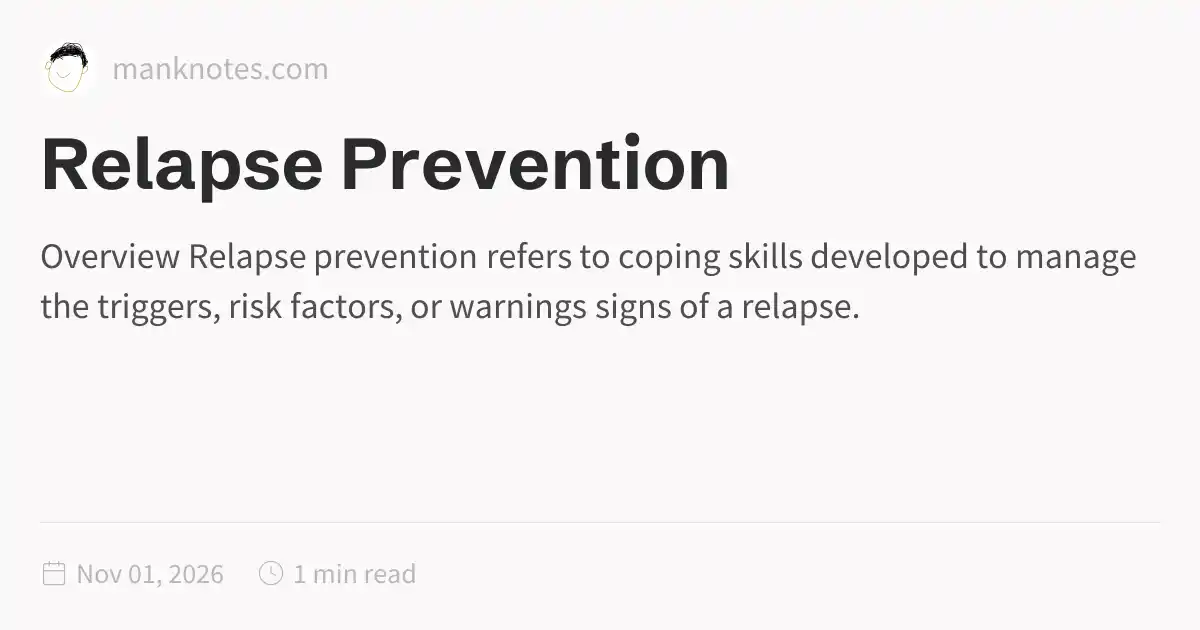 manknotes.com
Relapse Prevention
Overview Relapse prevention refers to coping skills developed to manage
the triggers, risk factors, or warnings signs of a relapse.
Nov 01, 2026 1 min read